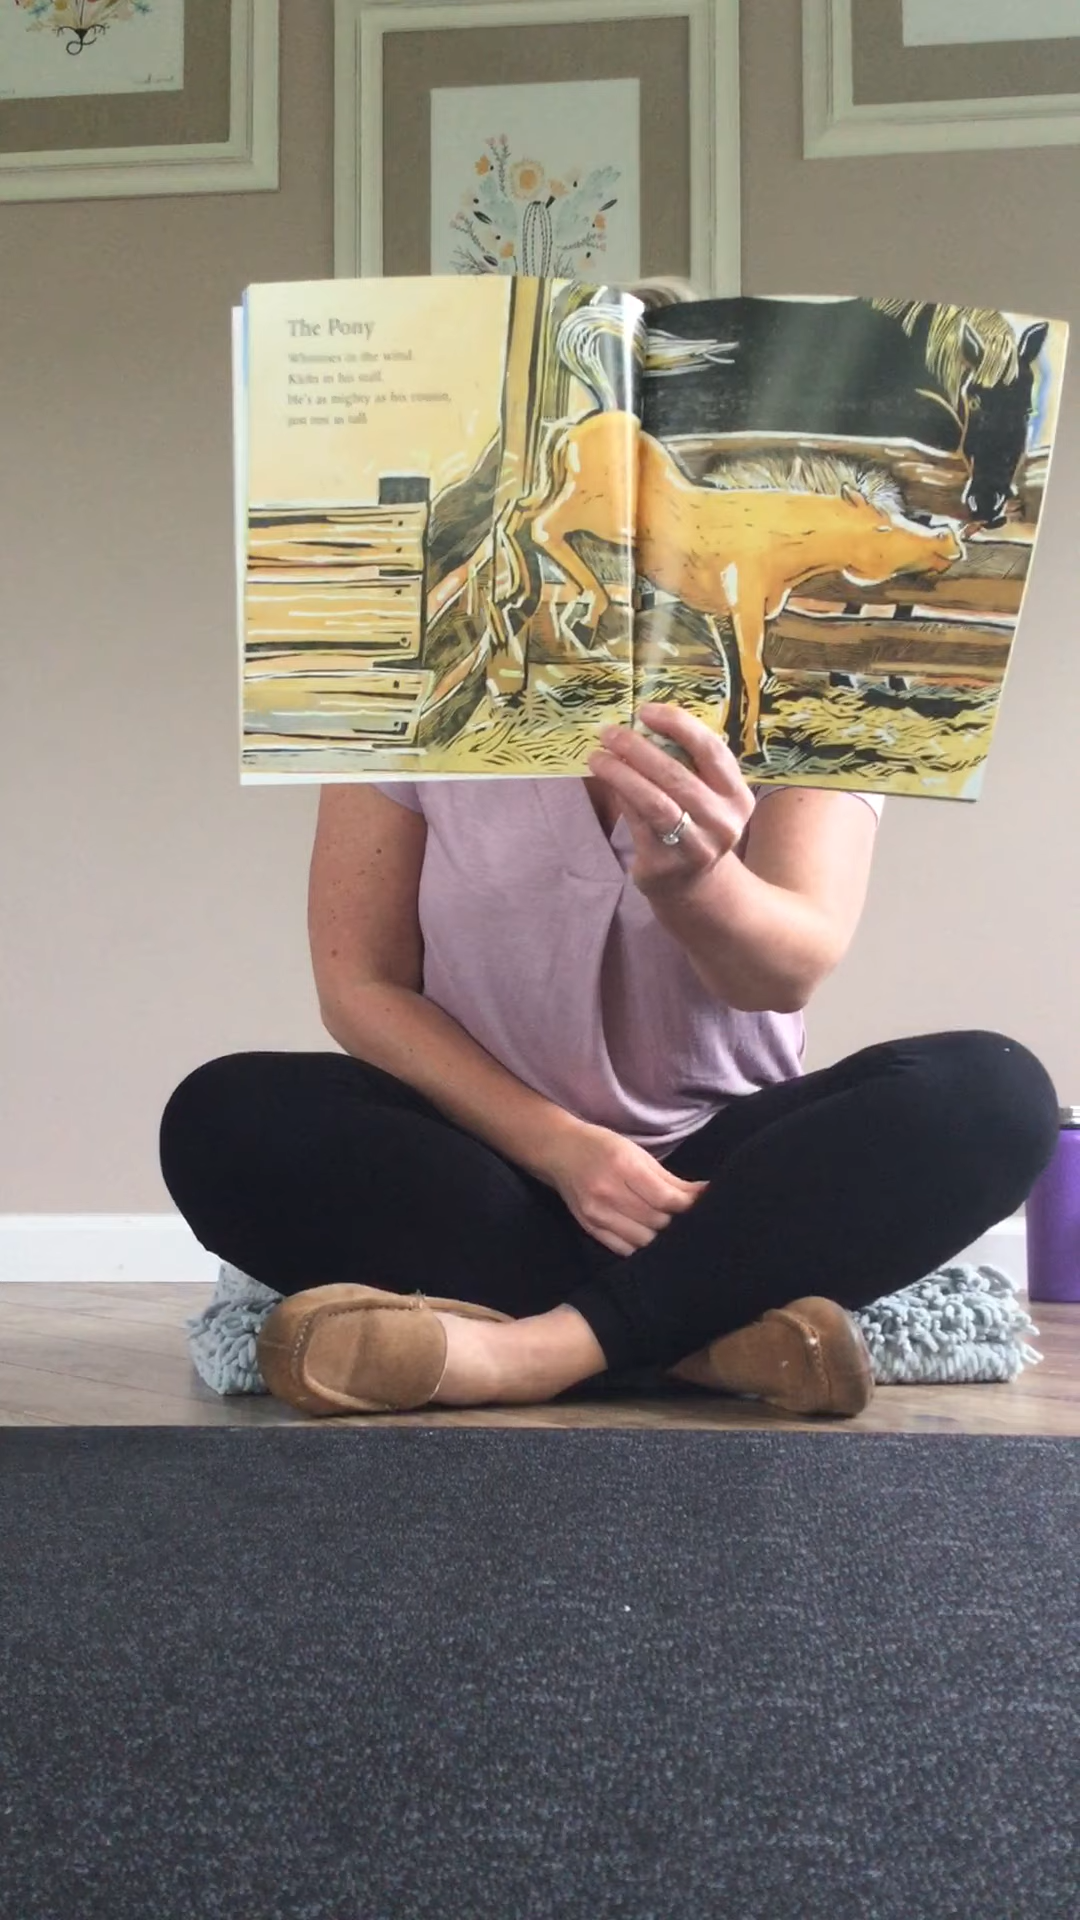 The Pony
Whinnies in the wind.
Kicks in his stall.
He's as mighty as his cousin,
just not as tall.